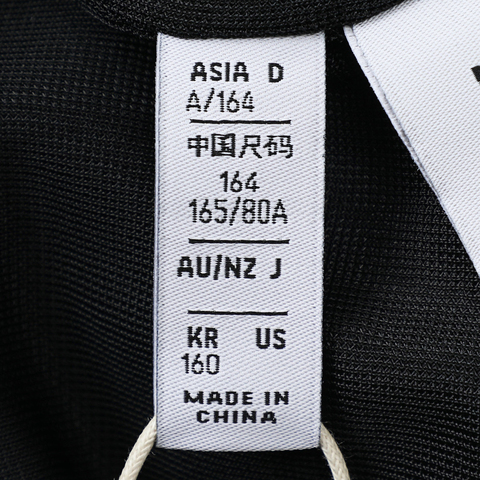 ASIA D
A/164
中国尺码
164
165/80A
AU/NZ J
KR US
160
MADE IN
CHINA